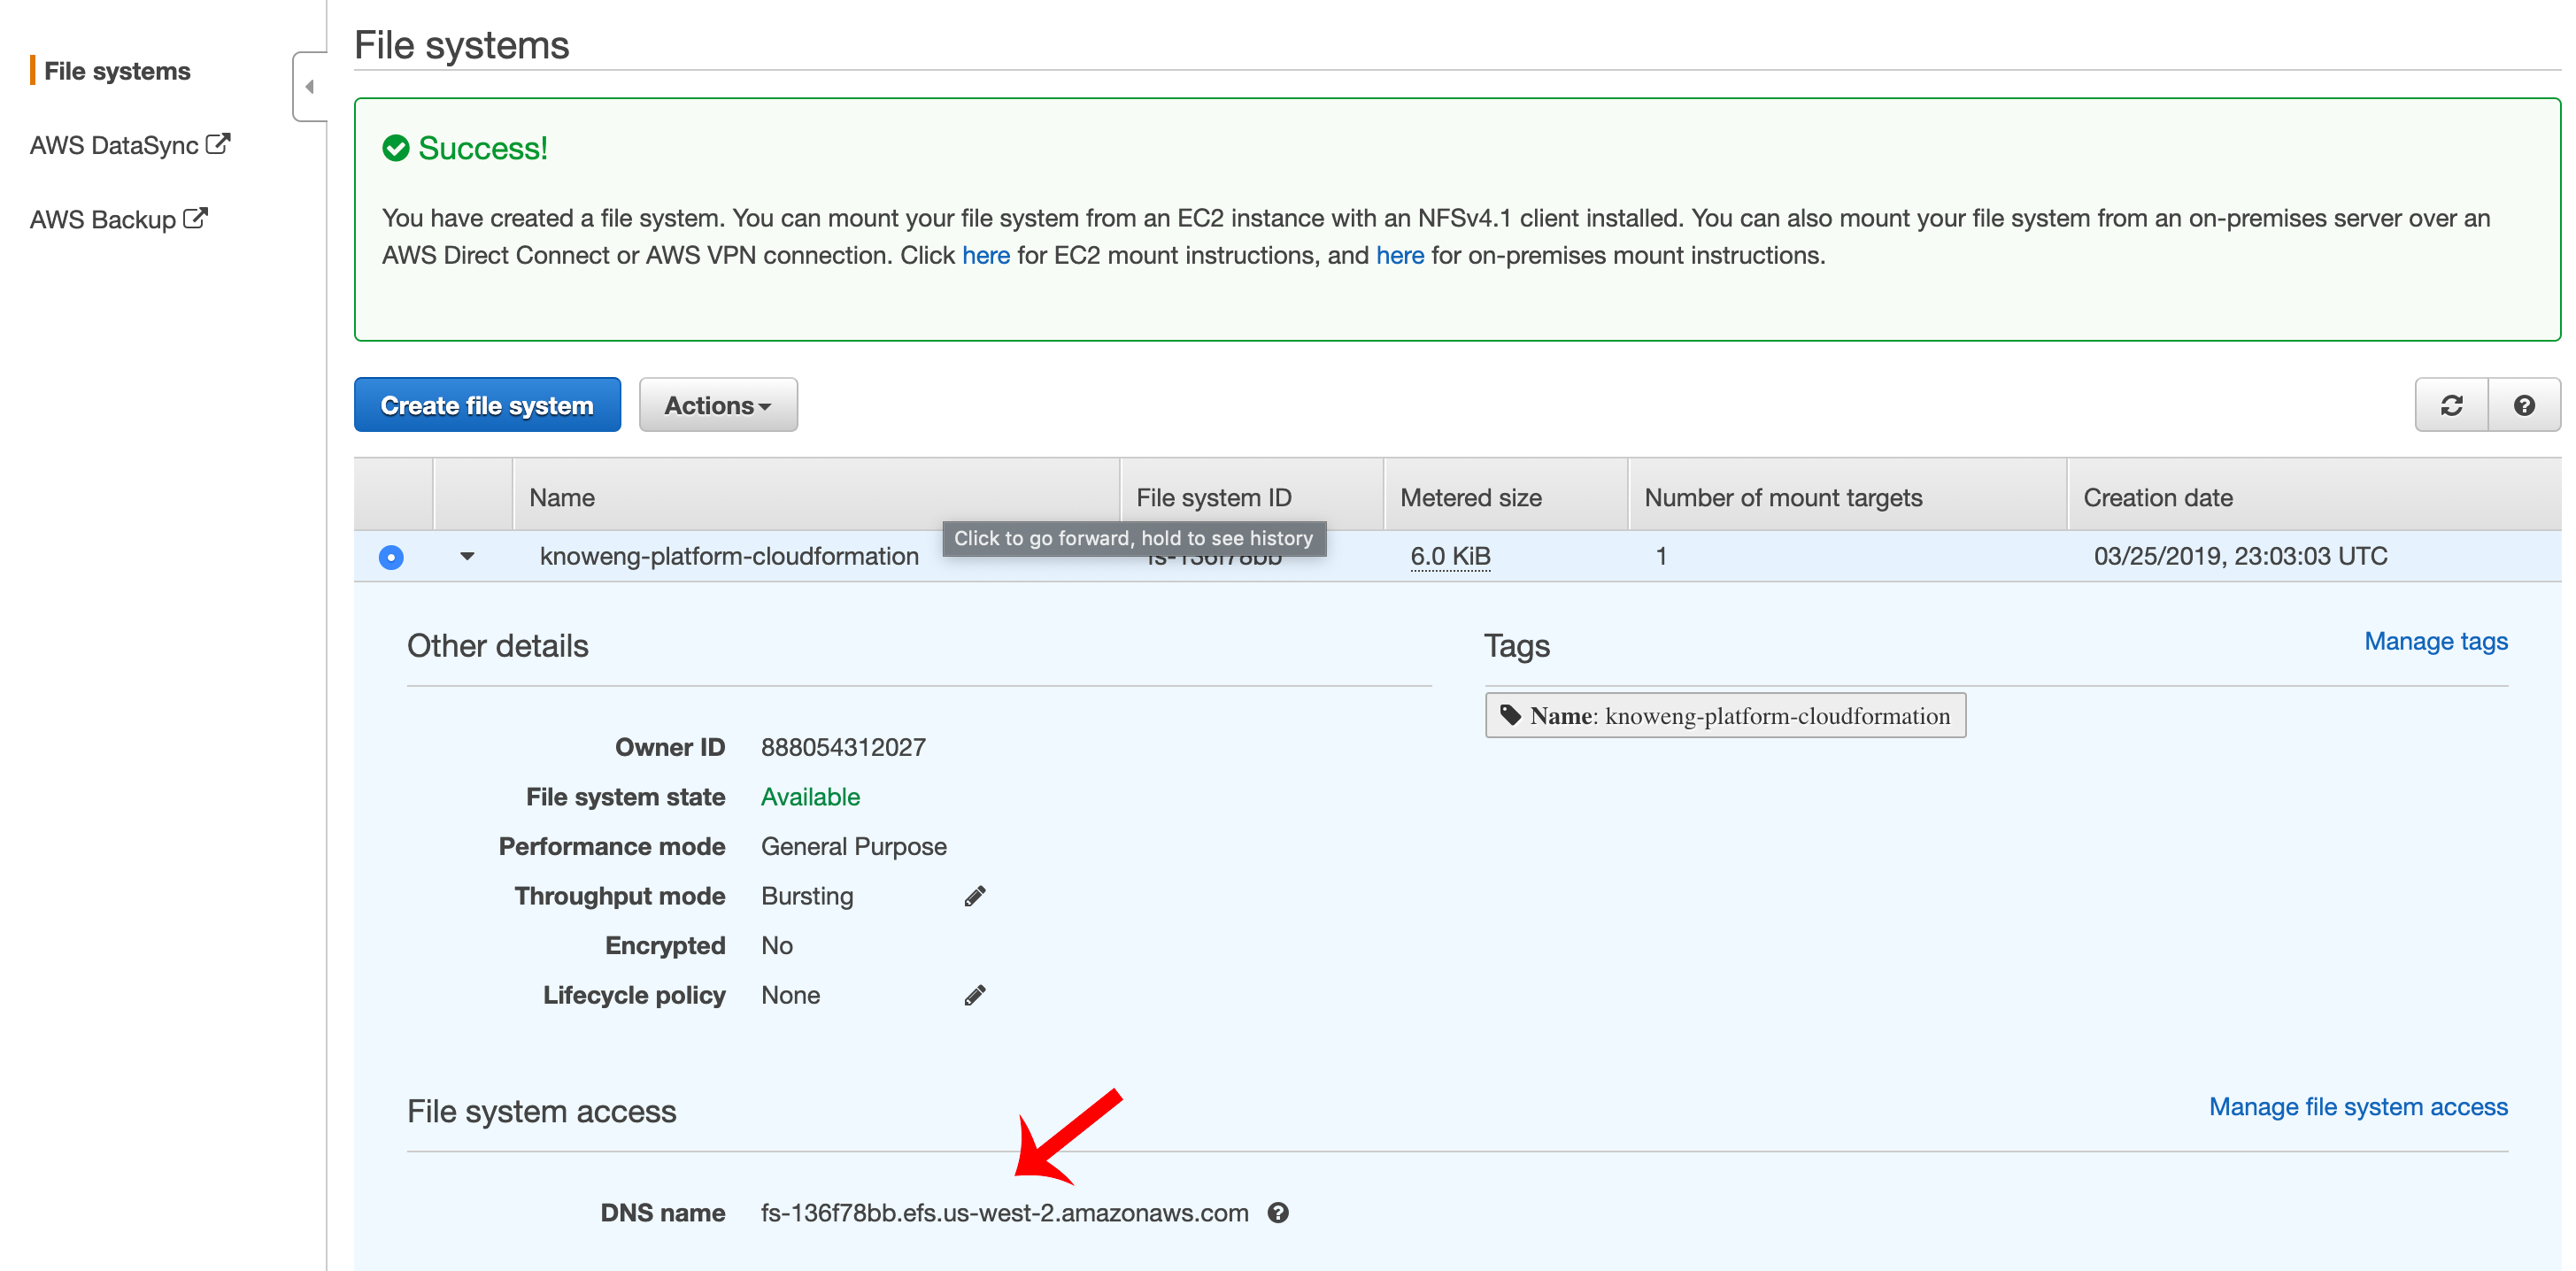 File systems
AWS DataSync
AWS Backup
File systems
Success!
You have created a file system. You can mount your file system from an EC2 instance with an NFSv4.1 client installed. You can also mount your file system from an on-premises server over an
AWS Direct Connect or AWS VPN connection. Click here for EC2 mount instructions, and here for on-premises mount instructions.
Create file system Actions
Name File system ID Metered size Number of mount targets Creation date
Click to go forward, hold to see history
knoweng-platform-cloudformation fs-136f78bb 6.0 KiB 1 03/25/2019, 23:03:03 UTC
Other details
Tags Manage tags
Name: knoweng-platform-cloudformation
Owner ID 888054312027
File system state Available
Performance mode General Purpose
Throughput mode Bursting
Encrypted No
Lifecycle policy None
File system access Manage file system access
DNS name fs-136f78bb.efs.us-west-2.amazonaws.com